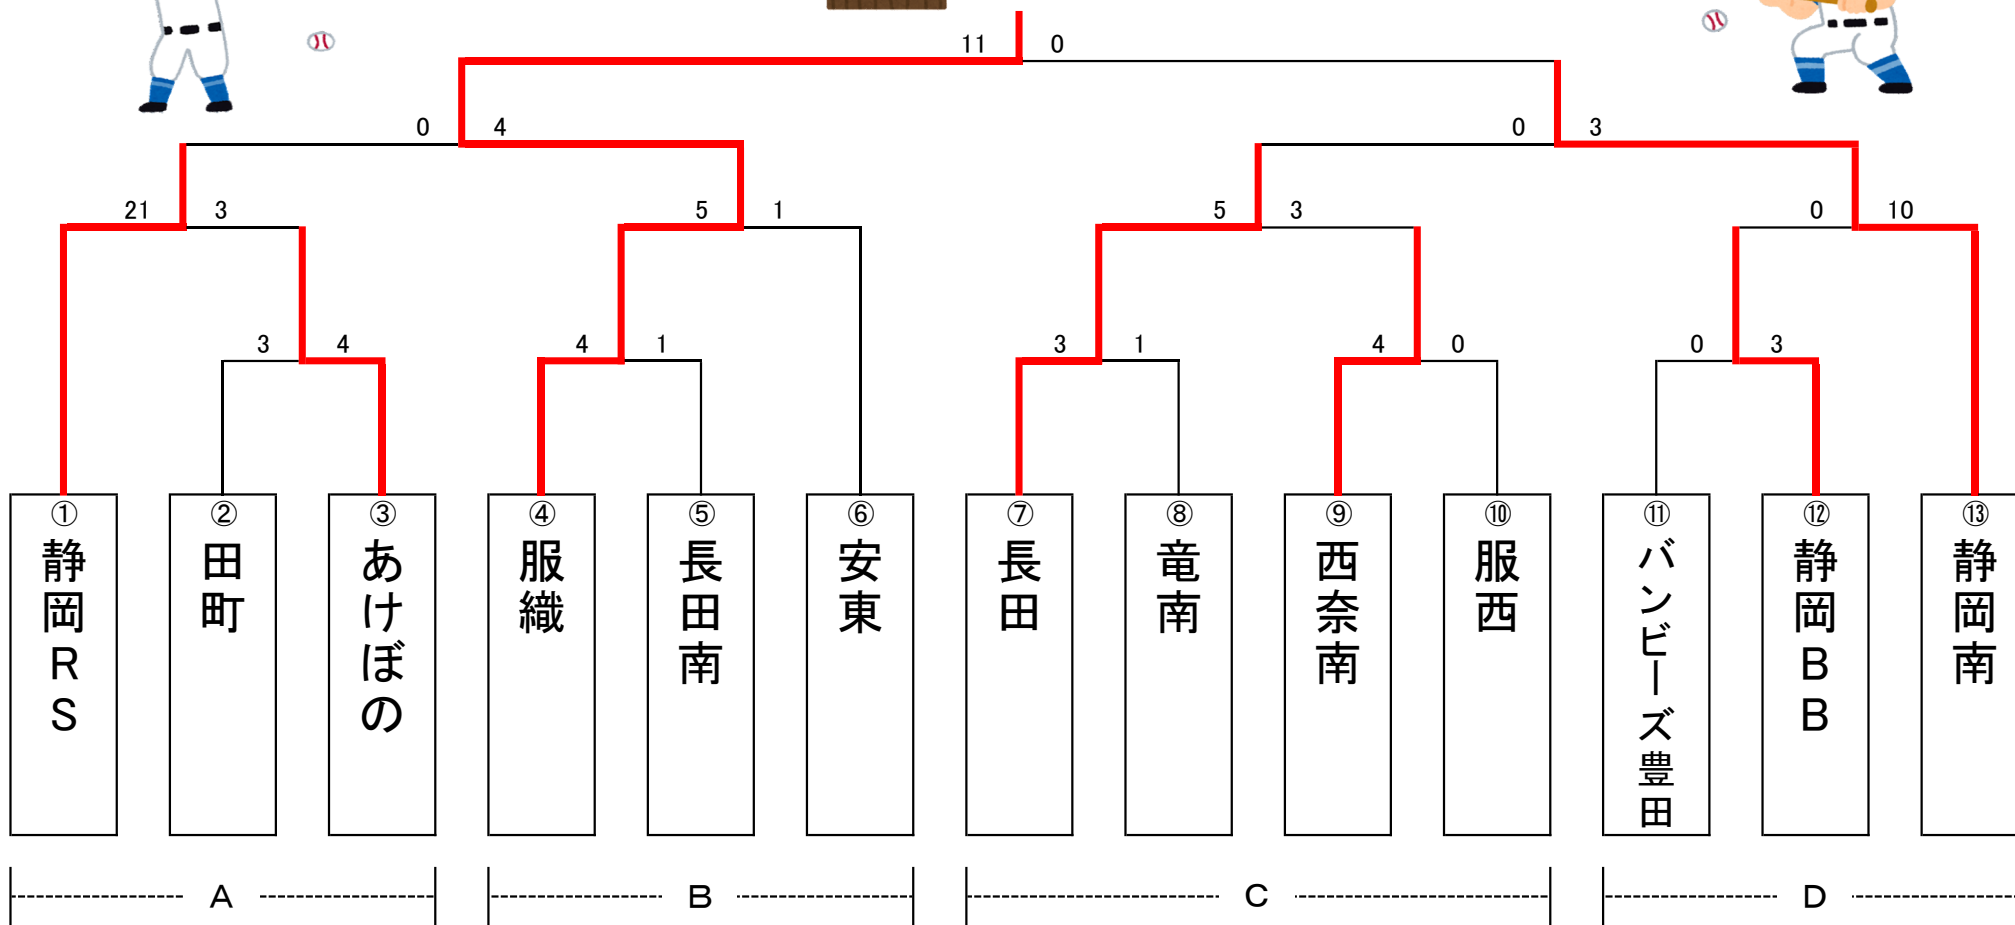 11 0
0 4 0 3
21 3 5 1 5 3 0 10
3 4 4 1 3 1 4 0 0 3
①静岡RS
②田町
③あけぼの
④服織
⑤長田南
⑥安東
⑦長田
⑧竜南
⑨西奈南
⑩服西
⑪バンビーズ豊田
⑫静岡BB
⑬静岡南
A B C D